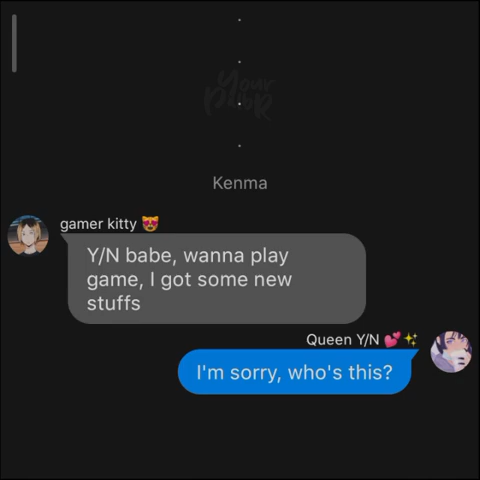 Kenma
gamer kitty 😻
Y/N babe, wanna play
game, I got some new
stuffs
Queen Y/N 💕✨
I'm sorry, who's this?